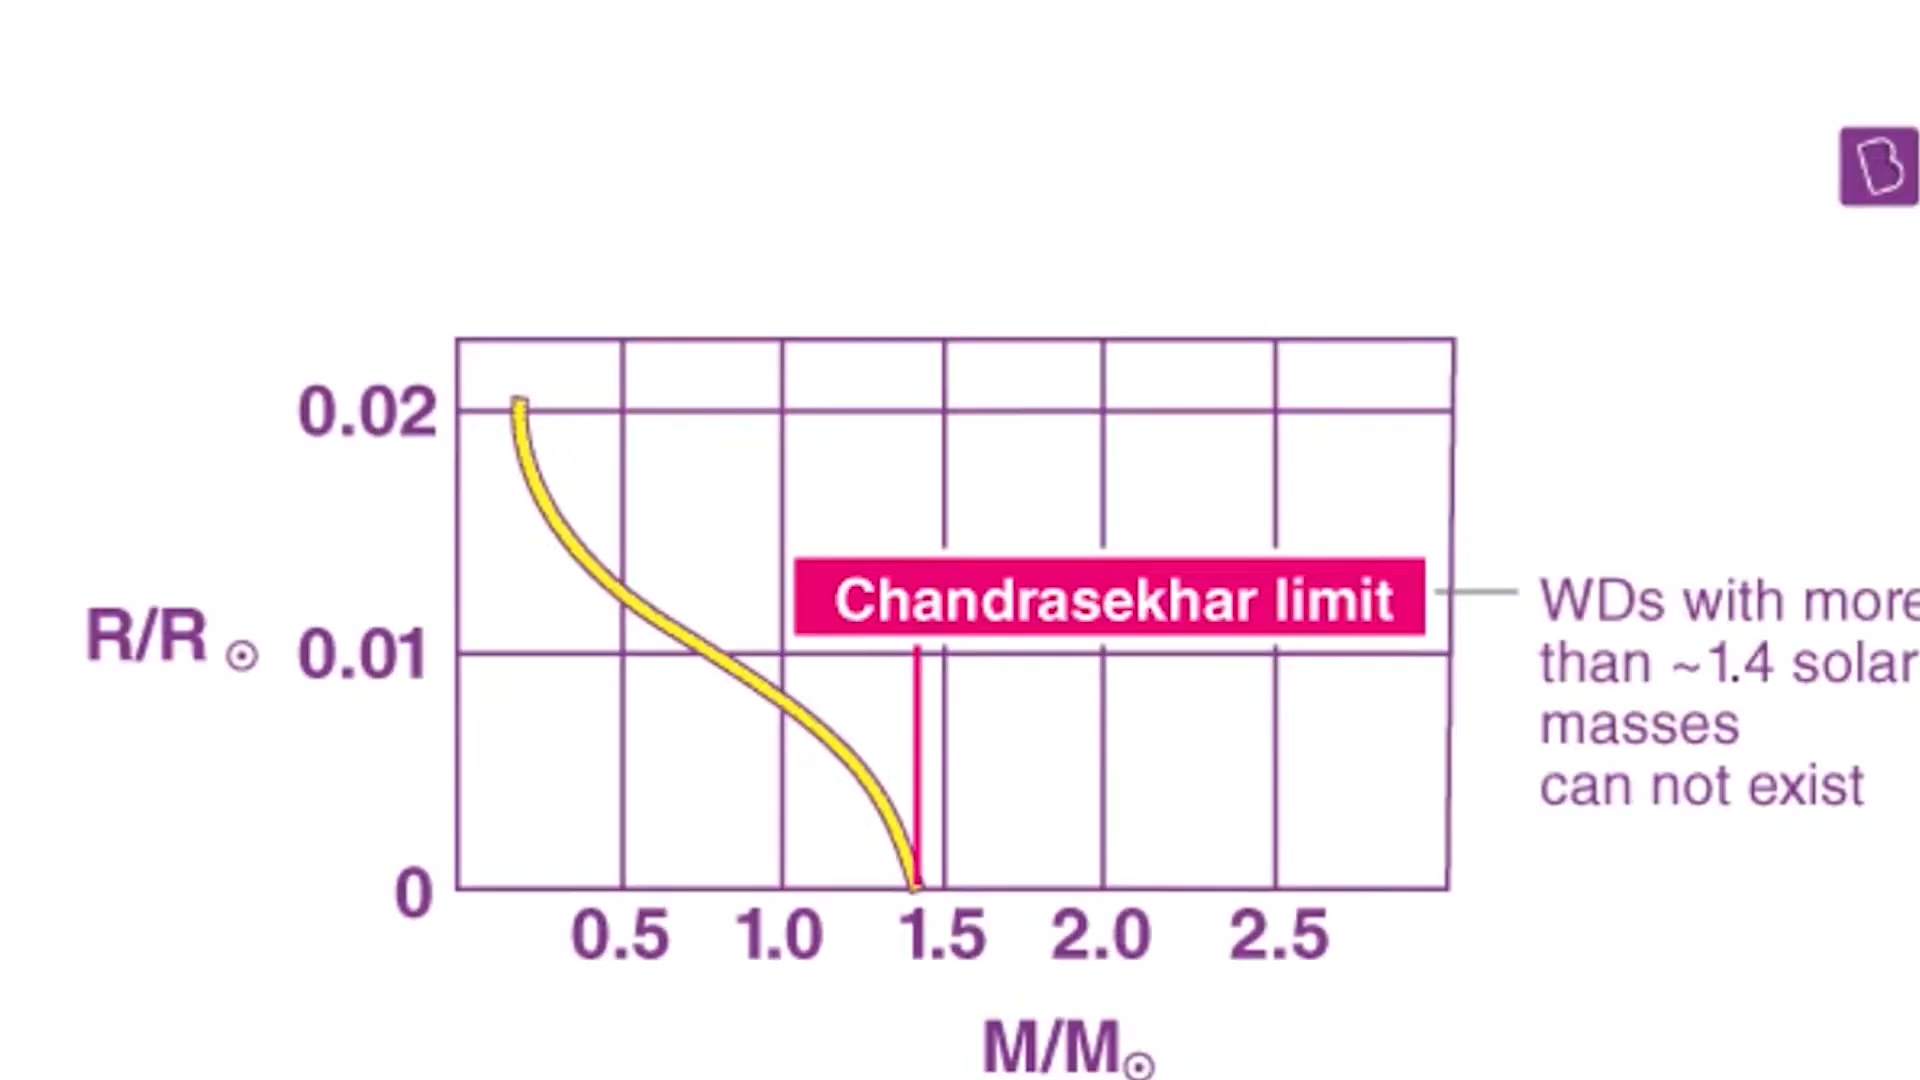 0.02
Chandrasekhar limit
WDs with more
R/R☉ 0.01
than ~1.4 solar
masses
can not exist
0
0.5 1.0 1.5 2.0 2.5
M/M☉